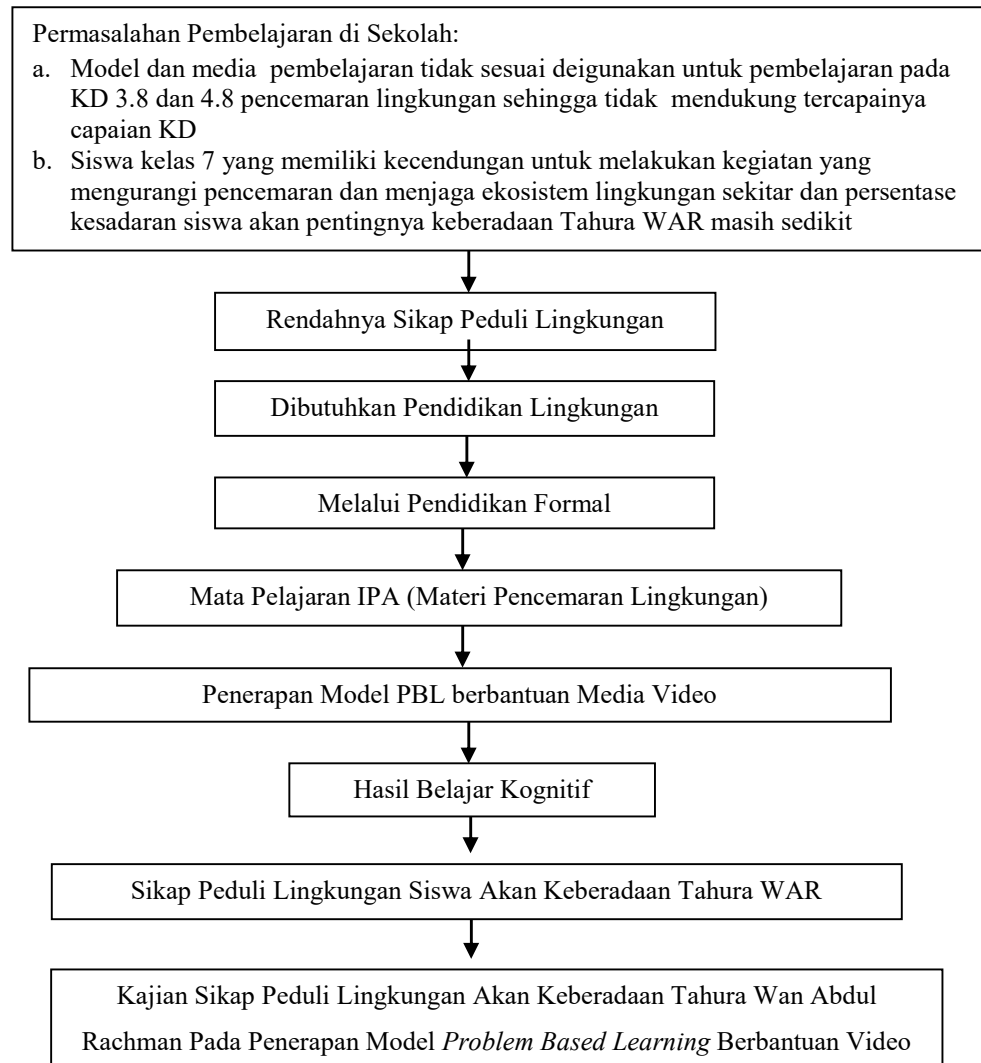 Permasalahan Pembelajaran di Sekolah:
a. Model dan media pembelajaran tidak sesuai deigunakan untuk pembelajaran pada
KD 3.8 dan 4.8 pencemaran lingkungan sehingga tidak mendukung tercapainya
capaian KD
b. Siswa kelas 7 yang memiliki kecendungan untuk melakukan kegiatan yang
mengurangi pencemaran dan menjaga ekosistem lingkungan sekitar dan persentase
kesadaran siswa akan pentingnya keberadaan Tahura WAR masih sedikit
Rendahnya Sikap Peduli Lingkungan
Dibutuhkan Pendidikan Lingkungan
Melalui Pendidikan Formal
Mata Pelajaran IPA (Materi Pencemaran Lingkungan)
Penerapan Model PBL berbantuan Media Video
Hasil Belajar Kognitif
Sikap Peduli Lingkungan Siswa Akan Keberadaan Tahura WAR
Kajian Sikap Peduli Lingkungan Akan Keberadaan Tahura Wan Abdul
Rachman Pada Penerapan Model Problem Based Learning Berbantuan Video